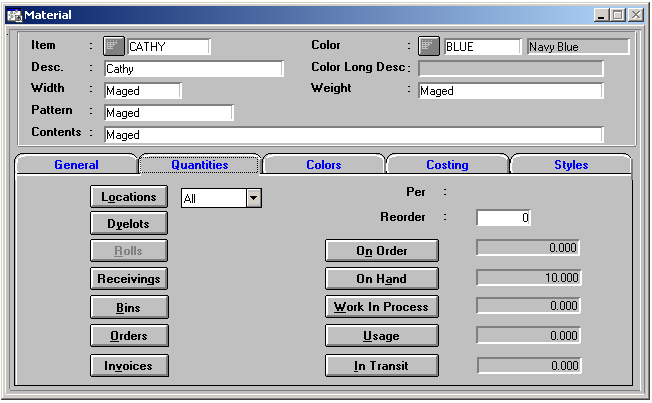 Material
Item : CATHY Color : BLUE Navy Blue
Desc. : Cathy Color Long Desc :
Width : Maged Weight : Maged
Pattern : Maged
Contents : Maged
General Quantities Colors Costing Styles
Locations All Per :
Dyelots Reorder : 0
Rolls On Order 0.000
Receivings On Hand 10.000
Bins Work In Process 0.000
Orders Usage 0.000
Invoices In Transit 0.000